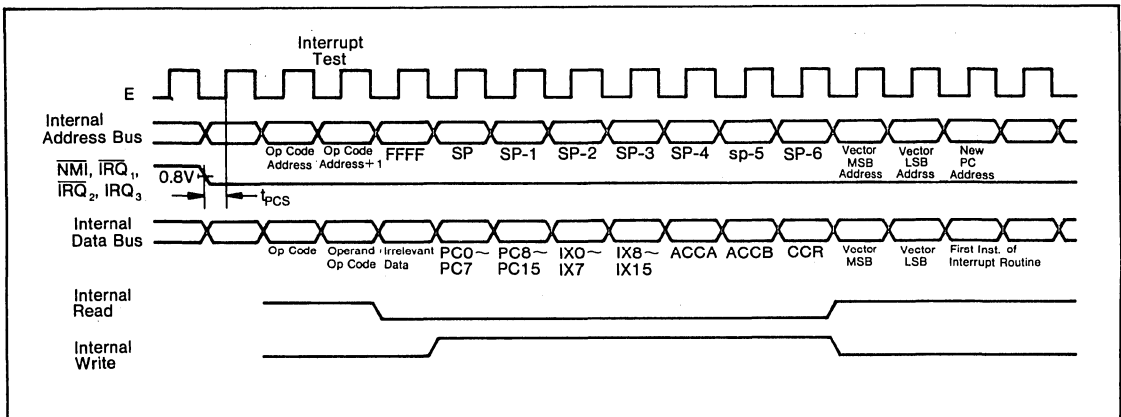 Interrupt
Test
E
Internal
Address Bus
Op Code
Address
Op Code
Address+1
FFFF
SP
SP-1
SP-2
SP-3
SP-4
sp-5
SP-6
Vector
MSB
Address
Vector
LSB
Addrss
New
PC
Address
NMI, IRQ1,
IRQ2, IRQ3
0.8V
tPCS
Internal
Data Bus
Op Code
Operand
Op Code
Irrelevant
Data
PC0~
PC7
PC8~
PC15
IX0~
IX7
IX8~
IX15
ACCA
ACCB
CCR
Vector
MSB
Vector
LSB
First Inst. of
Interrupt Routine
Internal
Read
Internal
Write